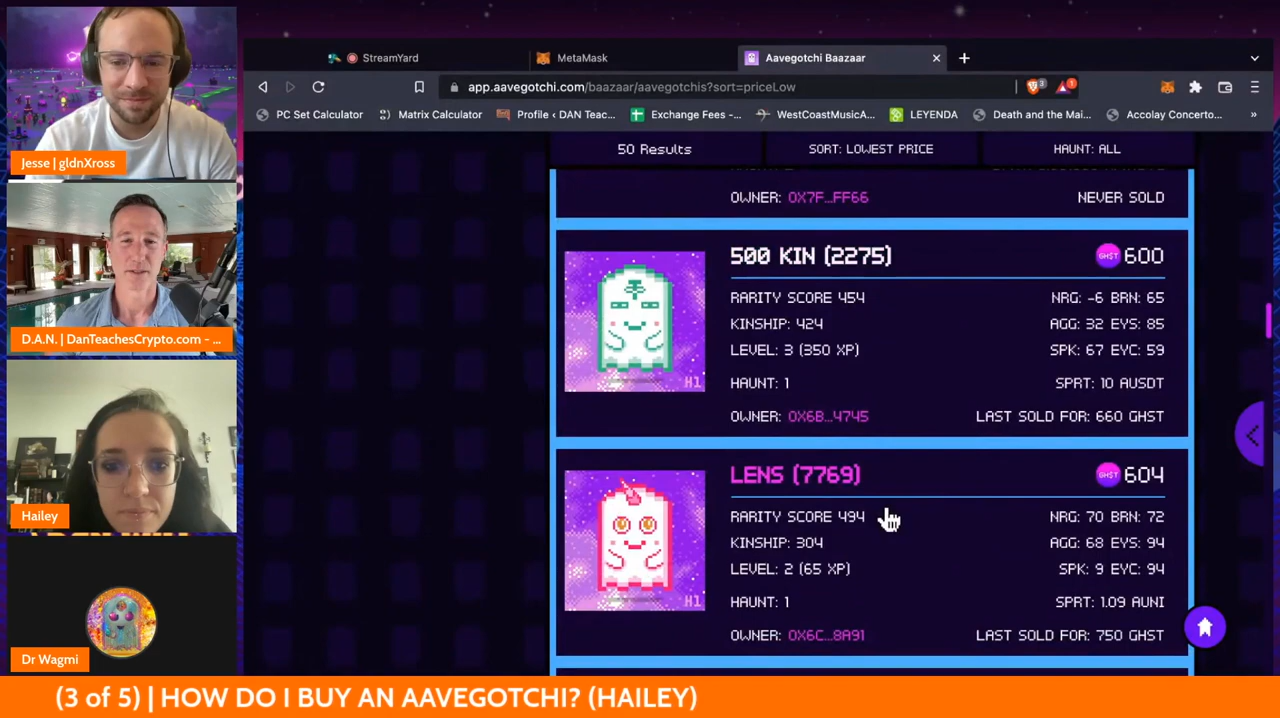 StreamYard
MetaMask
Aavegotchi Baazaar
app.aavegotchi.com/baazaar/aavegotchis?sort=priceLow
3
1
PC Set Calculator
Matrix Calculator
Profile ‹ DAN Teac...
Exchange Fees -...
WestCoastMusicA...
LEYENDA
Death and the Mai...
Accolay Concerto...
»
50 Results
SORT: LOWEST PRICE
HAUNT: ALL
OWNER: 0X7F...FF66
NEVER SOLD
500 KIN (2275)
GHST 600
RARITY SCORE 454
NRG: -6 BRN: 65
KINSHIP: 424
AGG: 32 EYS: 85
LEVEL: 3 (350 XP)
SPK: 67 EYC: 59
HAUNT: 1
SPRT: 10 AUSDT
OWNER: 0X6B...4745
LAST SOLD FOR: 660 GHST
H1
LENS (7769)
GHST 604
RARITY SCORE 494
NRG: 70 BRN: 72
KINSHIP: 304
AGG: 68 EYS: 94
LEVEL: 2 (65 XP)
SPK: 9 EYC: 94
HAUNT: 1
SPRT: 1.09 AUNI
OWNER: 0X6C...8A91
LAST SOLD FOR: 750 GHST
H1
Jesse | gldnXross
D.A.N. | DanTeachesCrypto.com - ...
Hailey
Dr Wagmi
(3 of 5) | HOW DO I BUY AN AAVEGOTCHI? (HAILEY)